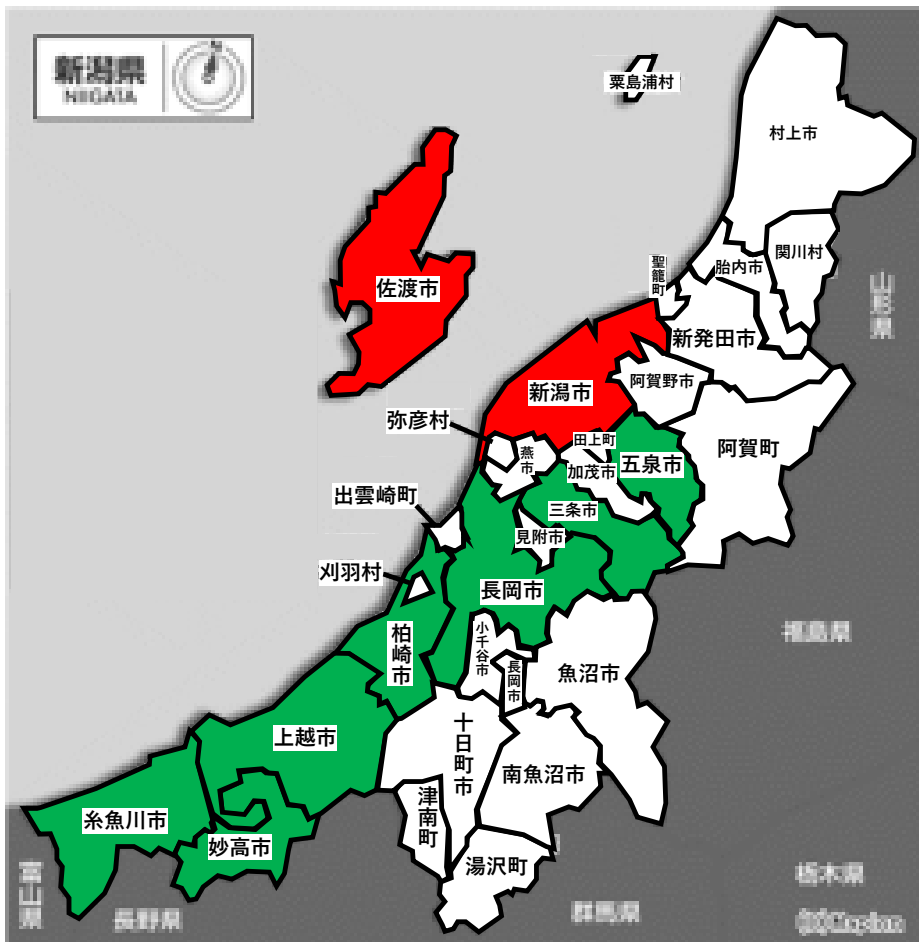 新潟県
NIIGATA
粟島浦村
村上市
関川村
胎内市
聖籠町
山形県
佐渡市
新発田市
阿賀野市
新潟市
弥彦村
田上町
阿賀町
燕市
加茂市
五泉市
出雲崎町
三条市
見附市
刈羽村
長岡市
柏崎市
小千谷市
長岡市
魚沼市
福島県
十日町市
上越市
南魚沼市
津南町
糸魚川市
妙高市
湯沢町
富山県
長野県
群馬県
栃木県